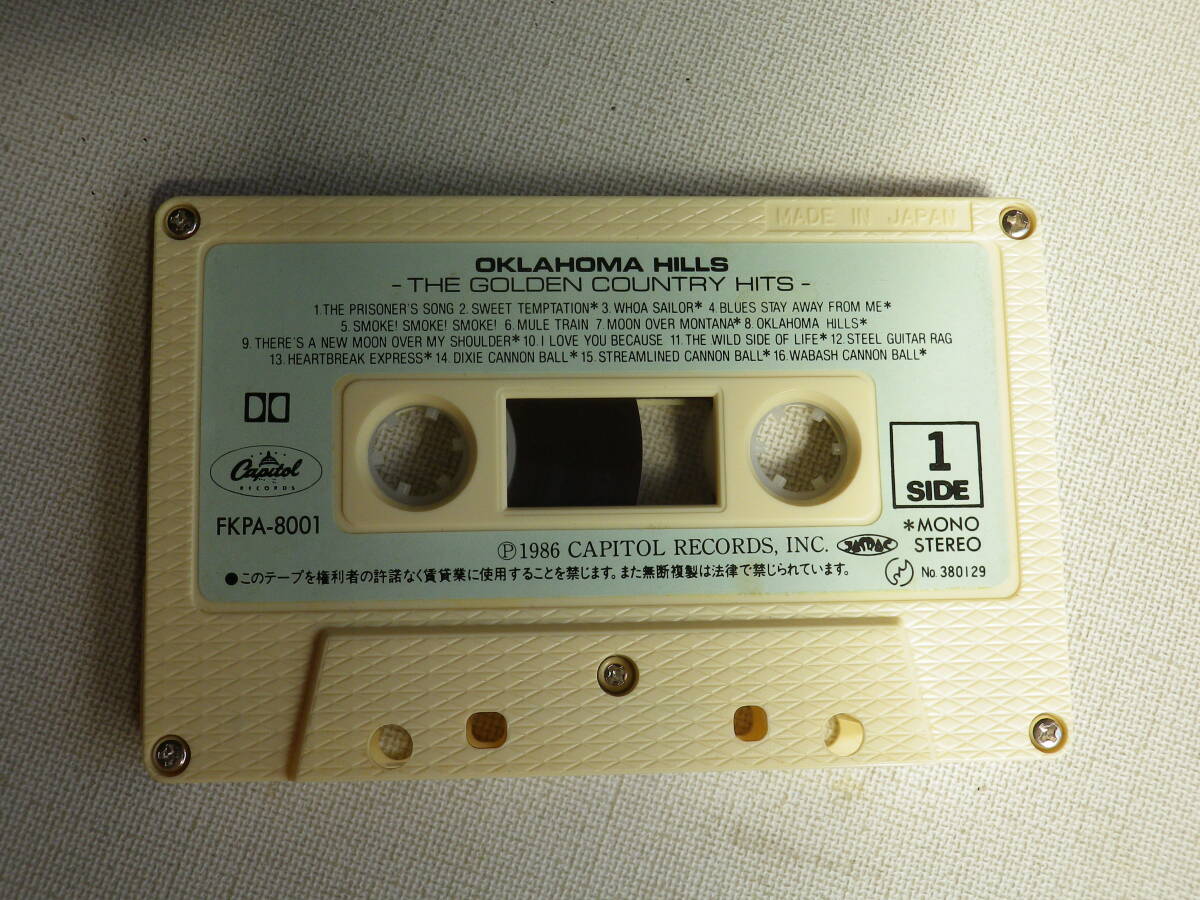 MADE IN JAPAN
OKLAHOMA HILLS
- THE GOLDEN COUNTRY HITS -
1.THE PRISONER'S SONG 2. SWEET TEMPTATION* 3. WHOA SAILOR* 4. BLUES STAY AWAY FROM ME*
5. SMOKE! SMOKE! SMOKE! 6. MULE TRAIN 7. MOON OVER MONTANA* 8. OKLAHOMA HILLS*
9. THERE'S A NEW MOON OVER MY SHOULDER* 10. I LOVE YOU BECAUSE 11. THE WILD SIDE OF LIFE* 12. STEEL GUITAR RAG
13. HEARTBREAK EXPRESS* 14. DIXIE CANNON BALL* 15. STREAMLINED CANNON BALL* 16. WABASH CANNON BALL*
Capitol
RECORDS
FKPA-8001
1
SIDE
*MONO
STEREO
Ⓟ1986 CAPITOL RECORDS, INC.
●このテープを権利者の許諾なく賃貸業に使用することを禁じます。また無断複製は法律で禁じられています。
No. 380129